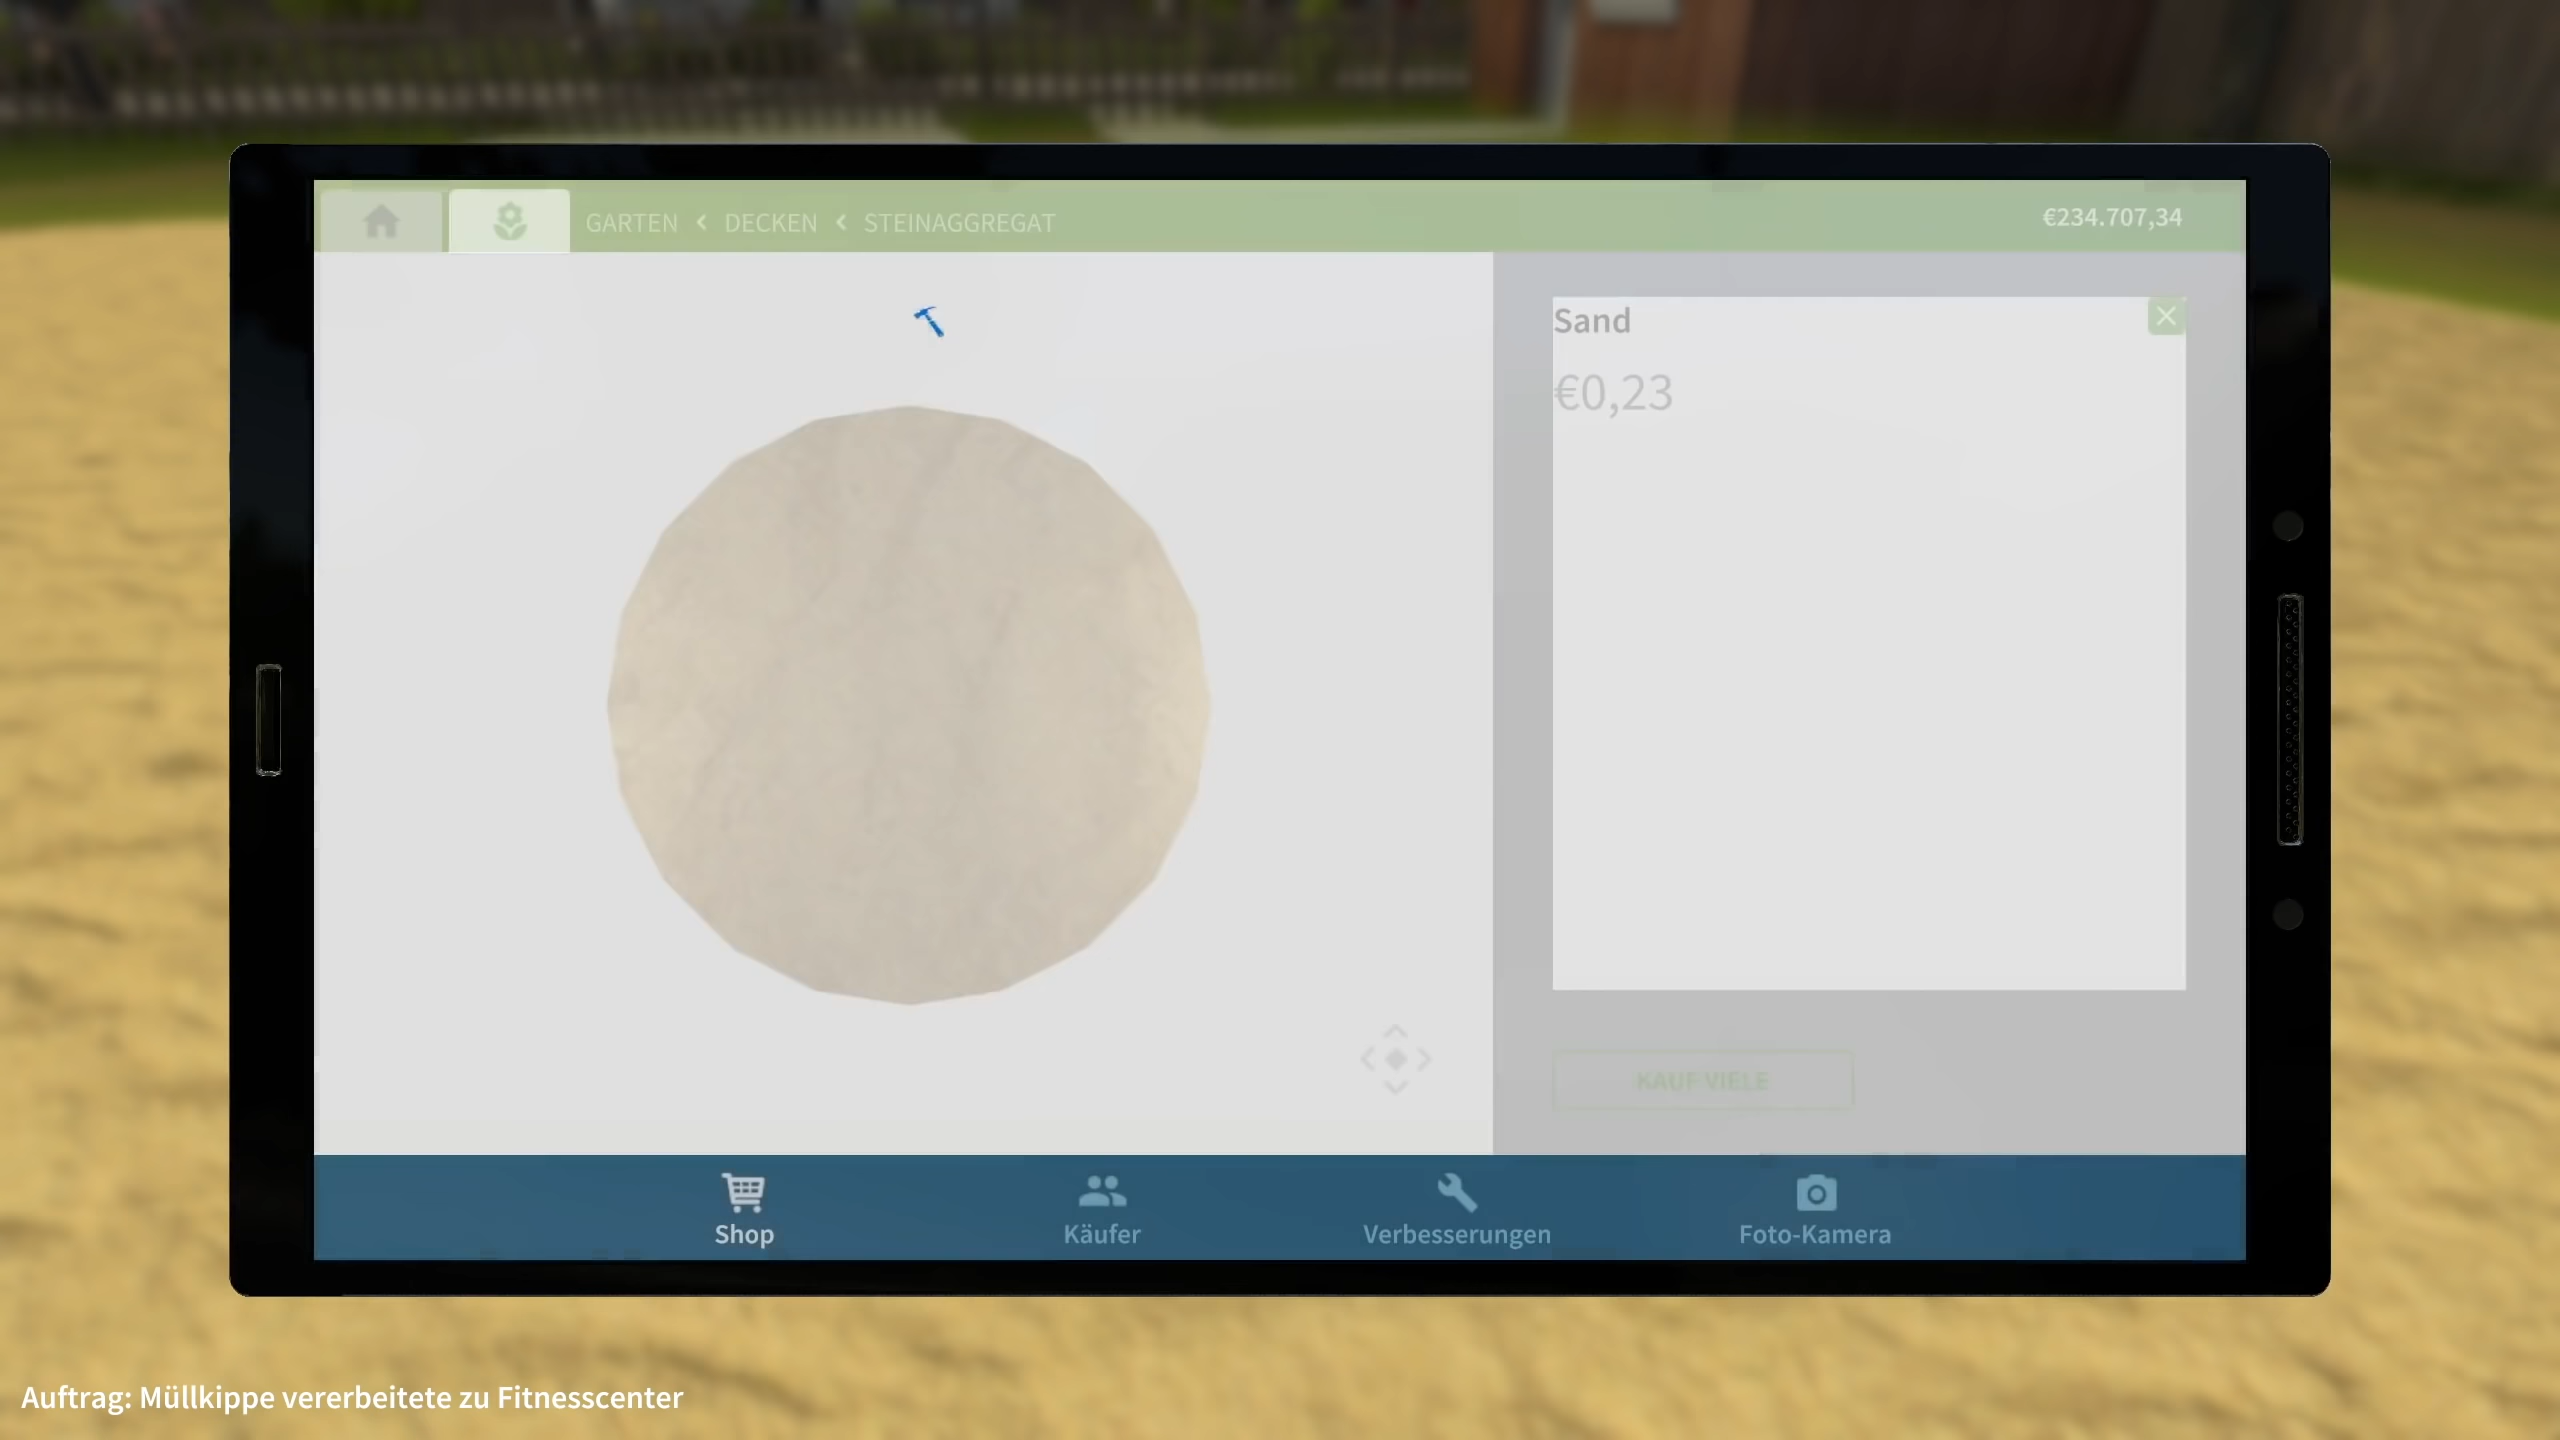 GARTEN < DECKEN < STEINAGGREGAT
€234.707,34
Sand
€0,23
KAUF VIELE
Shop
Käufer
Verbesserungen
Foto-Kamera
Auftrag: Müllkippe vererbeitete zu Fitnesscenter